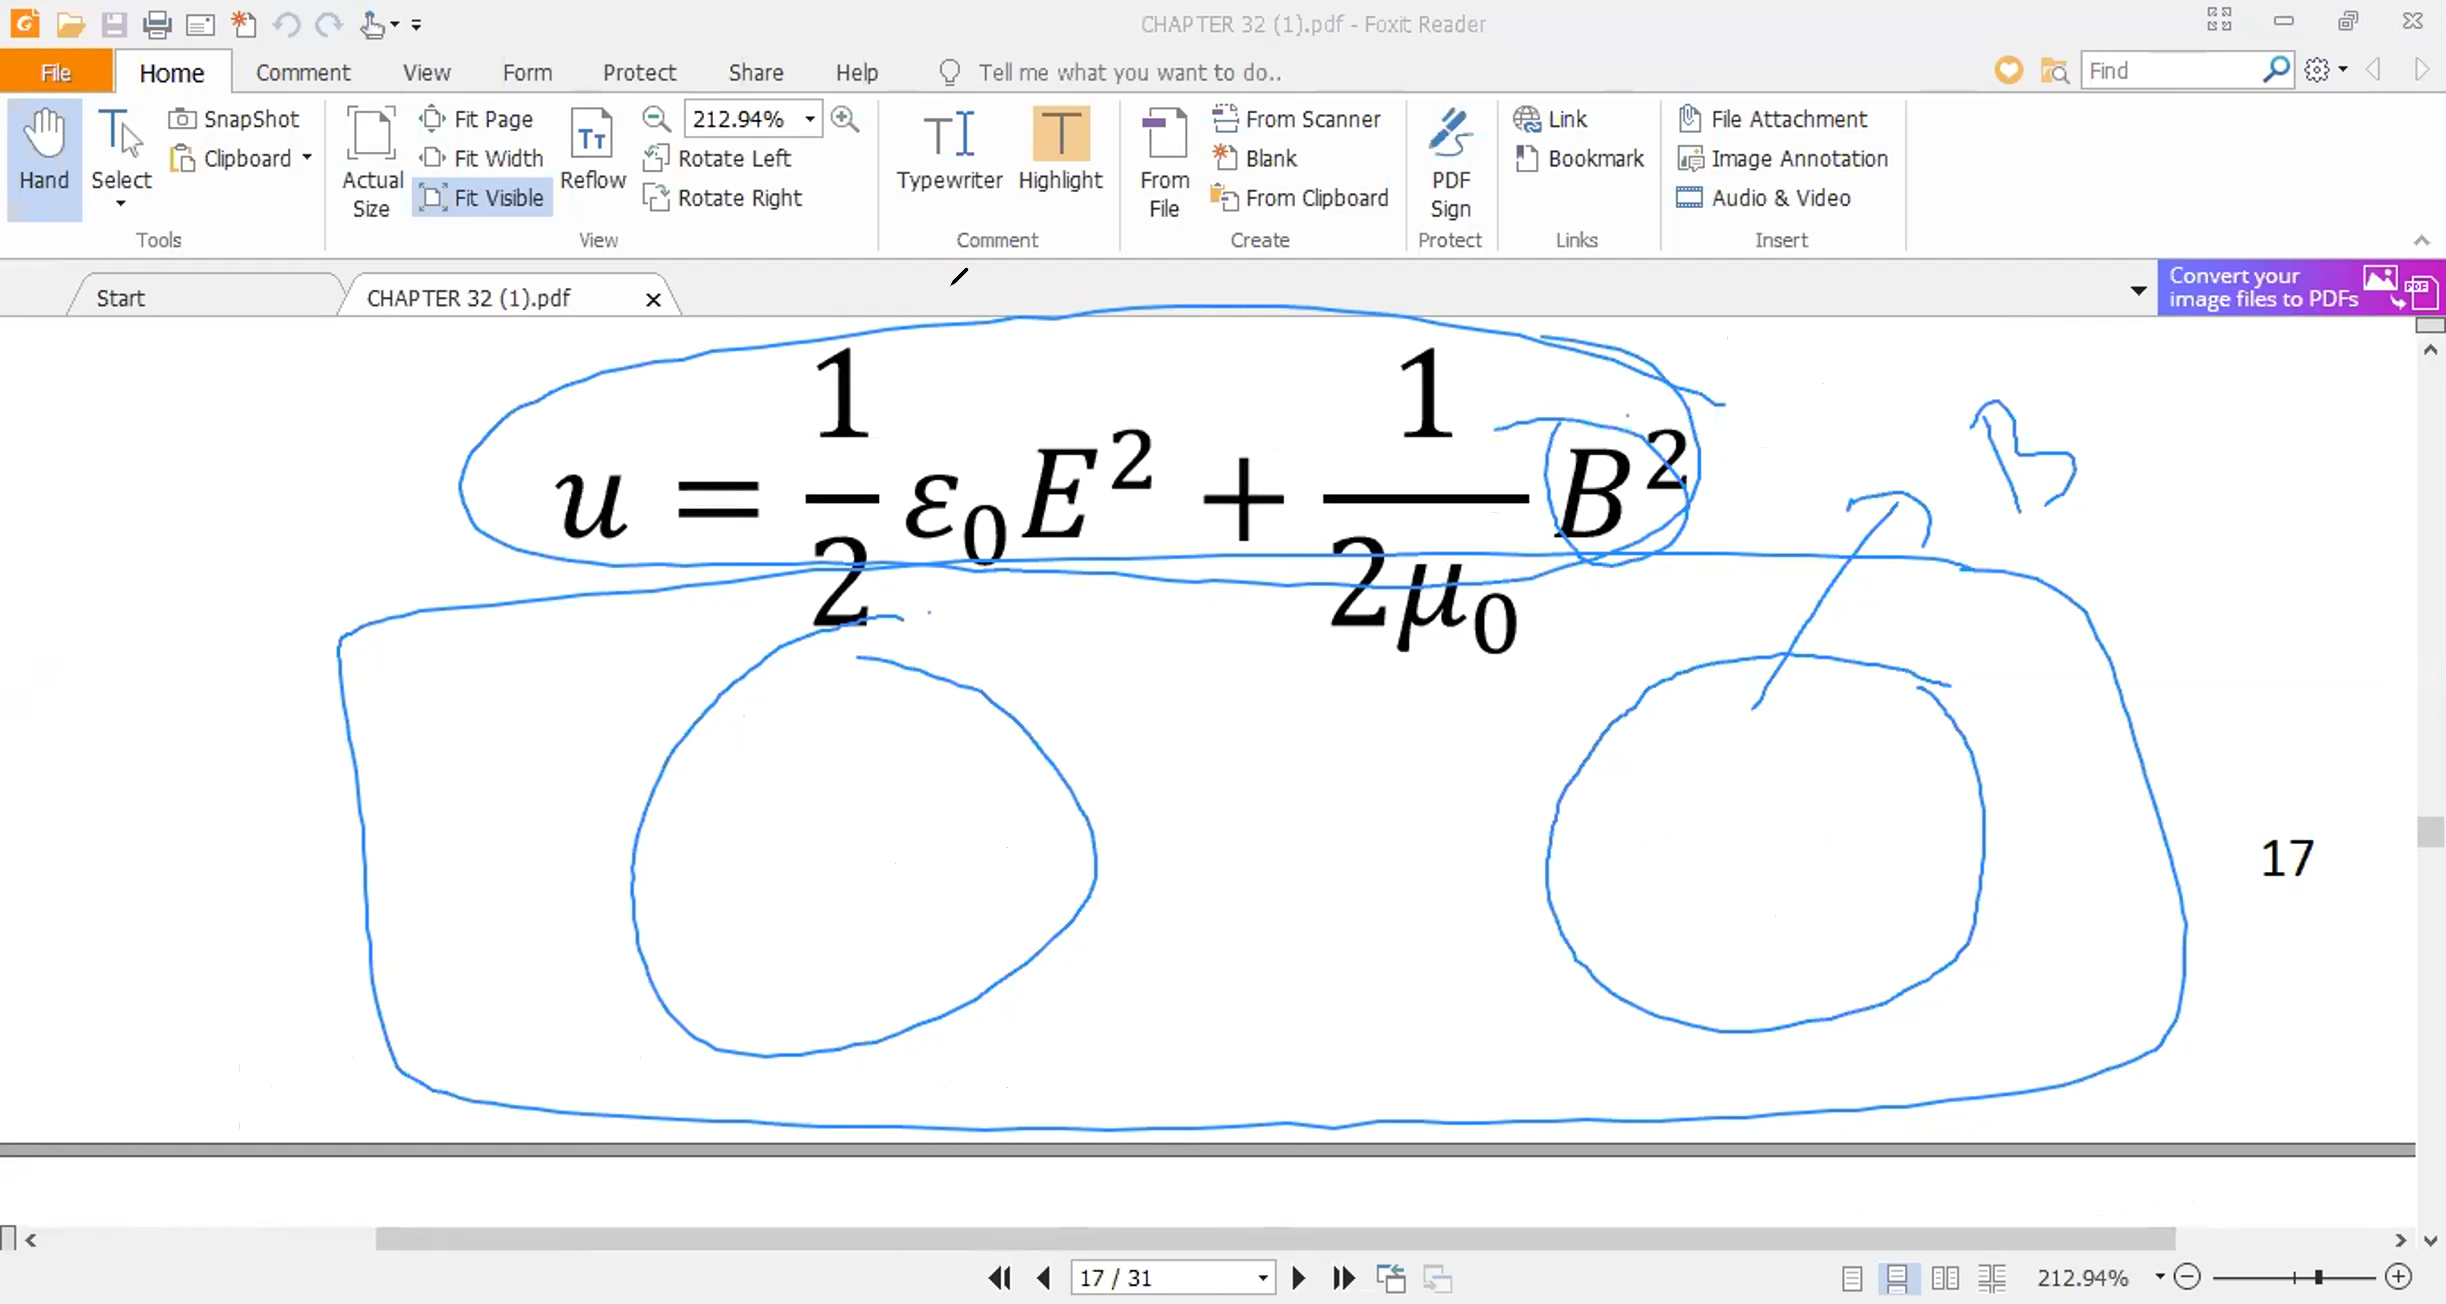 CHAPTER 32 (1).pdf - Foxit Reader
File Home Comment View Form Protect Share Help Tell me what you want to do.. Find
Hand Select SnapShot Clipboard
Tools
Actual Size Fit Page Fit Width Fit Visible Reflow 212.94% Rotate Left Rotate Right
View
Typewriter Highlight
Comment
From File From Scanner Blank From Clipboard
Create
PDF Sign
Protect
Link Bookmark
Links
File Attachment Image Annotation Audio & Video
Insert
Start CHAPTER 32 (1).pdf
Convert your
image files to PDFs PDF
u = 1/2 ε₀E² + 1/2μ₀ B²
B
17
17 / 31 212.94%